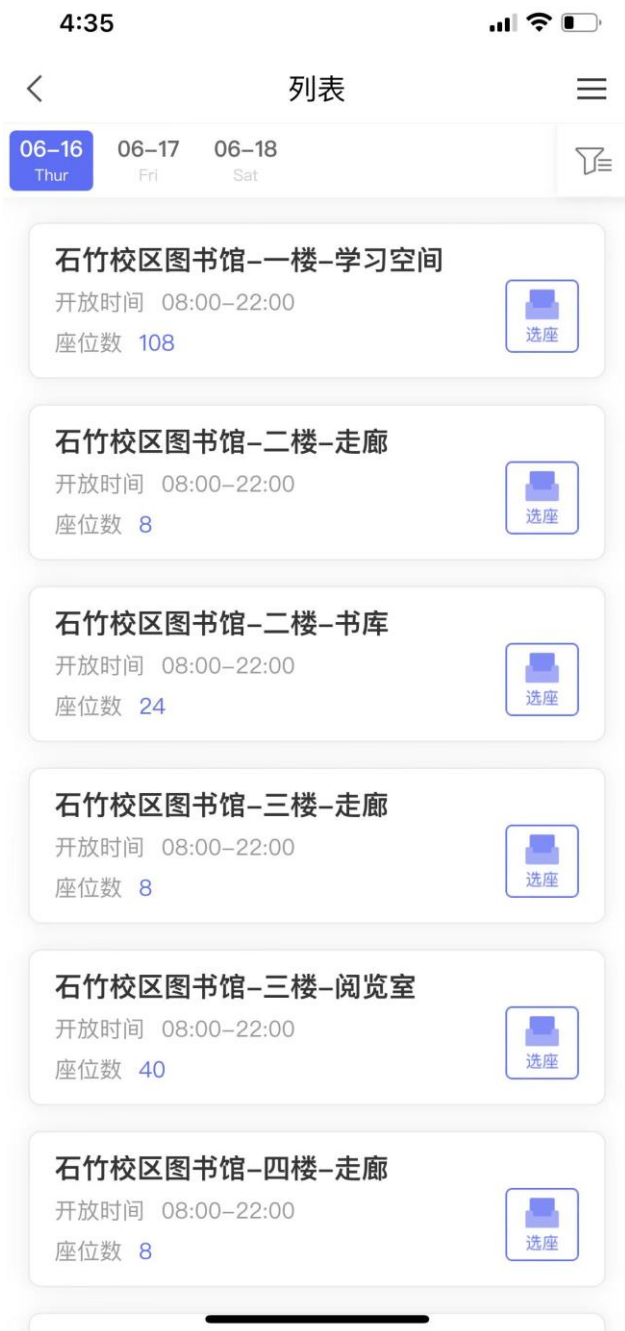 4:35
列表
06-16 06-17 06-18
Thur Fri Sat
石竹校区图书馆-一楼-学习空间
开放时间 08:00-22:00
座位数 108
选座
石竹校区图书馆-二楼-走廊
开放时间 08:00-22:00
座位数 8
选座
石竹校区图书馆-二楼-书库
开放时间 08:00-22:00
座位数 24
选座
石竹校区图书馆-三楼-走廊
开放时间 08:00-22:00
座位数 8
选座
石竹校区图书馆-三楼-阅览室
开放时间 08:00-22:00
座位数 40
选座
石竹校区图书馆-四楼-走廊
开放时间 08:00-22:00
座位数 8
选座